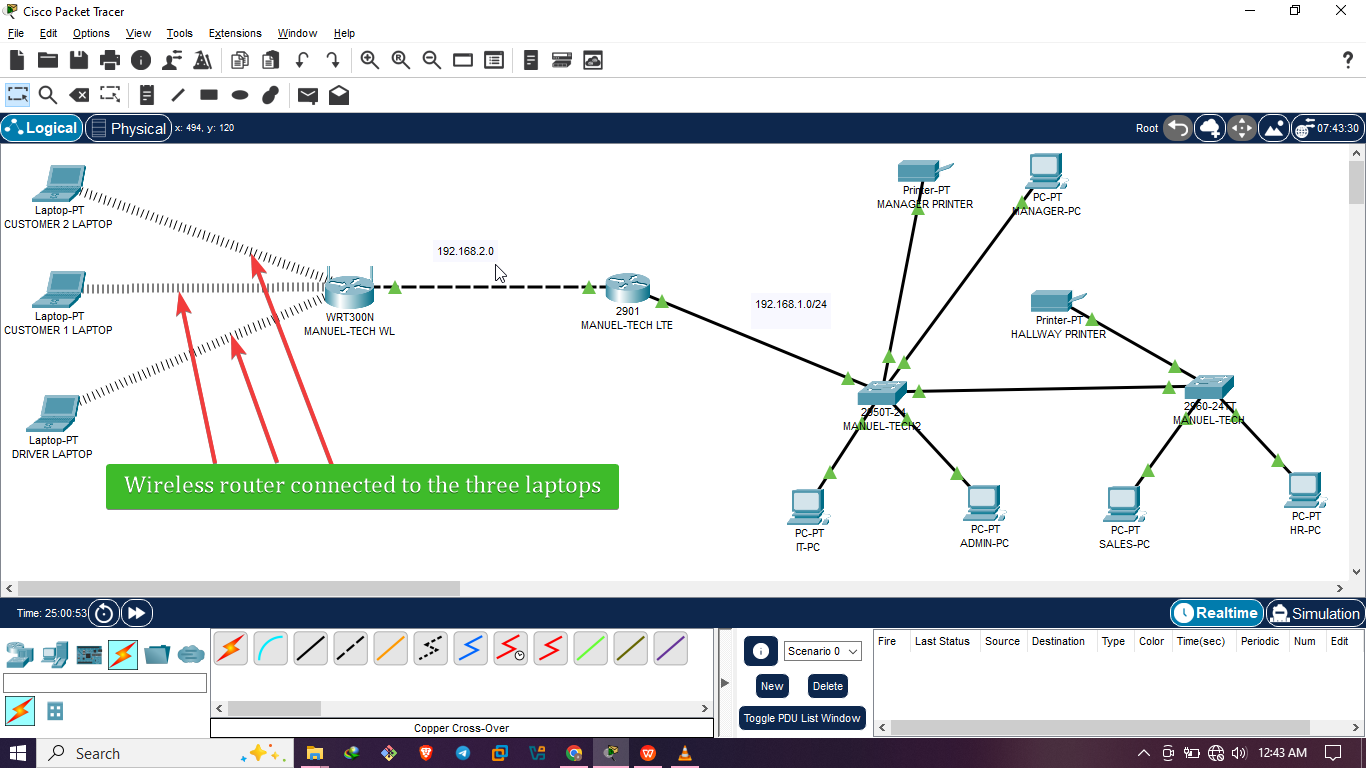 Cisco Packet Tracer
File Edit Options View Tools Extensions Window Help
Logical Physical x: 494, y: 120 Root 07:43:30
Laptop-PT
CUSTOMER 2 LAPTOP
Laptop-PT
CUSTOMER 1 LAPTOP
Laptop-PT
DRIVER LAPTOP
WRT300N
MANUEL-TECH WL
192.168.2.0
2901
MANUEL-TECH LTE
192.168.1.0/24
Printer-PT
MANAGER PRINTER
PC-PT
MANAGER-PC
Printer-PT
HALLWAY PRINTER
2950T-24
MANUEL-TECH2
2960-24TT
MANUEL-TECH
PC-PT
IT-PC
PC-PT
ADMIN-PC
PC-PT
SALES-PC
PC-PT
HR-PC
Wireless router connected to the three laptops
Time: 25:00:53 Realtime Simulation
Scenario 0
New Delete
Toggle PDU List Window
Fire Last Status Source Destination Type Color Time(sec) Periodic Num Edit
Copper Cross-Over
Search 12:43 AM